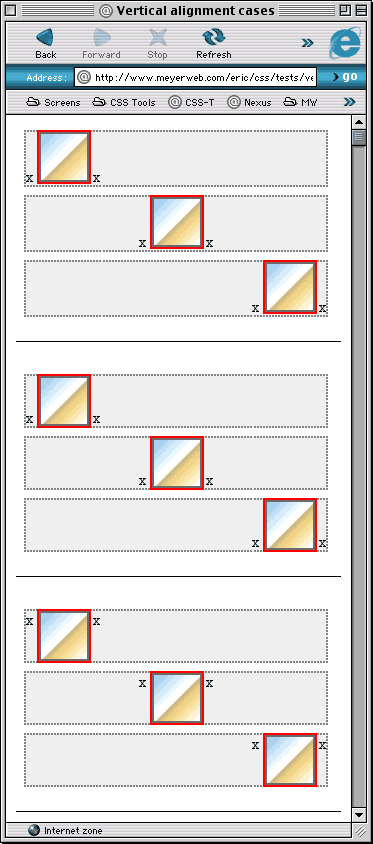 @ Vertical alignment cases
Back Forward Stop Refresh »
Address: @ http://www.meyerweb.com/eric/css/tests/ve go
Screens CSS Tools @ CSS-T @ Nexus MW »
x x
x x
x x
x x
x x
x x
x x
x x
x x
Internet zone